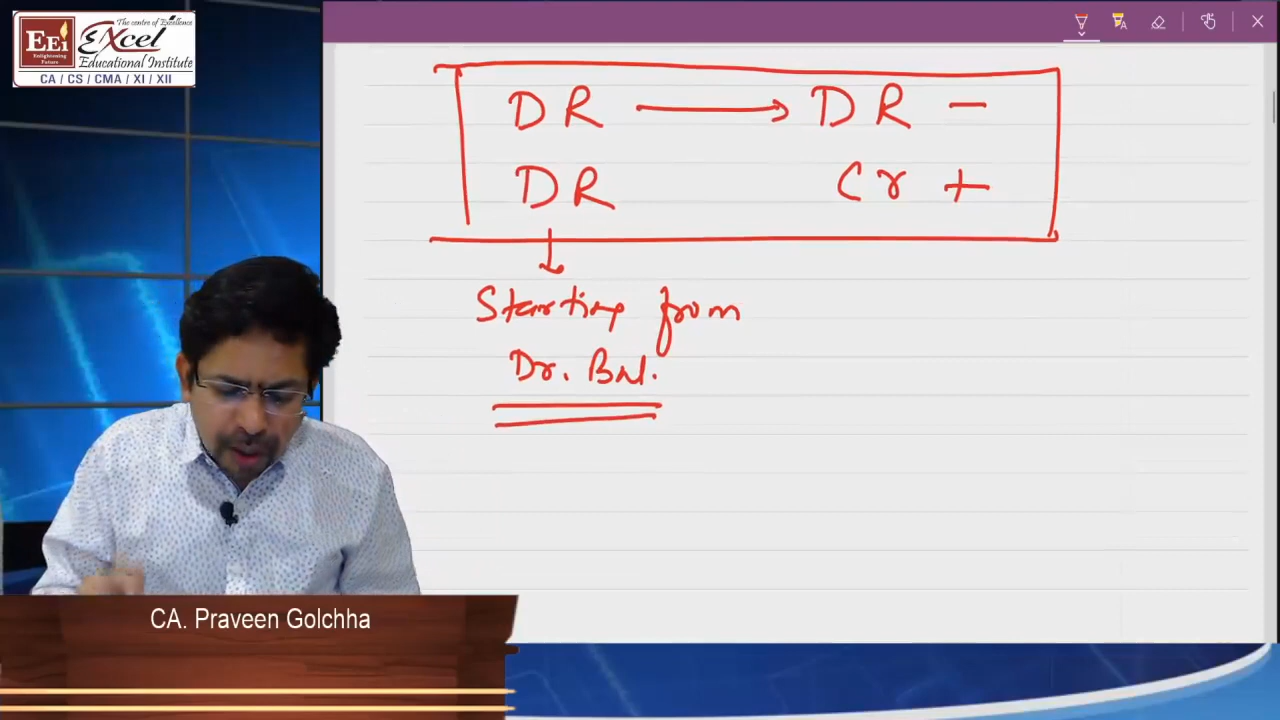 The centre of Excellence
EEi
Enlightening
Future
Excel
Educational Institute
CA / CS / CMA / XI / XII
DR → DR –
DR Cr +
↓
Starting from
Dr. Bal.
CA. Praveen Golchha